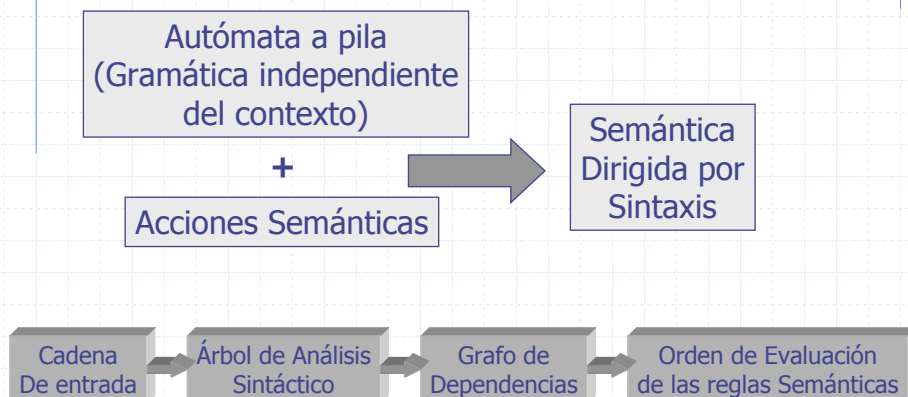 Autómata a pila
(Gramática independiente
del contexto)
+
Acciones Semánticas
Semántica
Dirigida por
Sintaxis
Cadena
De entrada
Árbol de Análisis
Sintáctico
Grafo de
Dependencias
Orden de Evaluación
de las reglas Semánticas